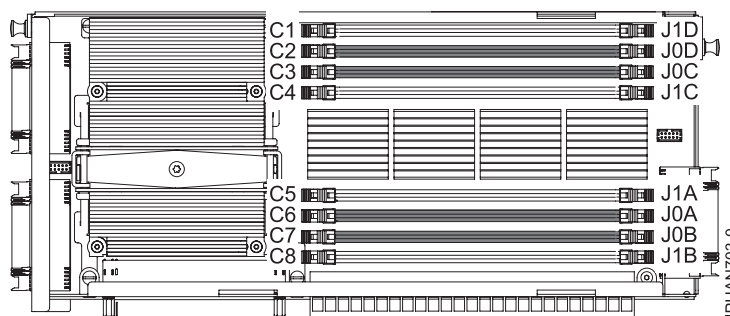 C1 J1D
C2 J0D
C3 J0C
C4 J1C
C5 J1A
C6 J0A
C7 J0B
C8 J1B